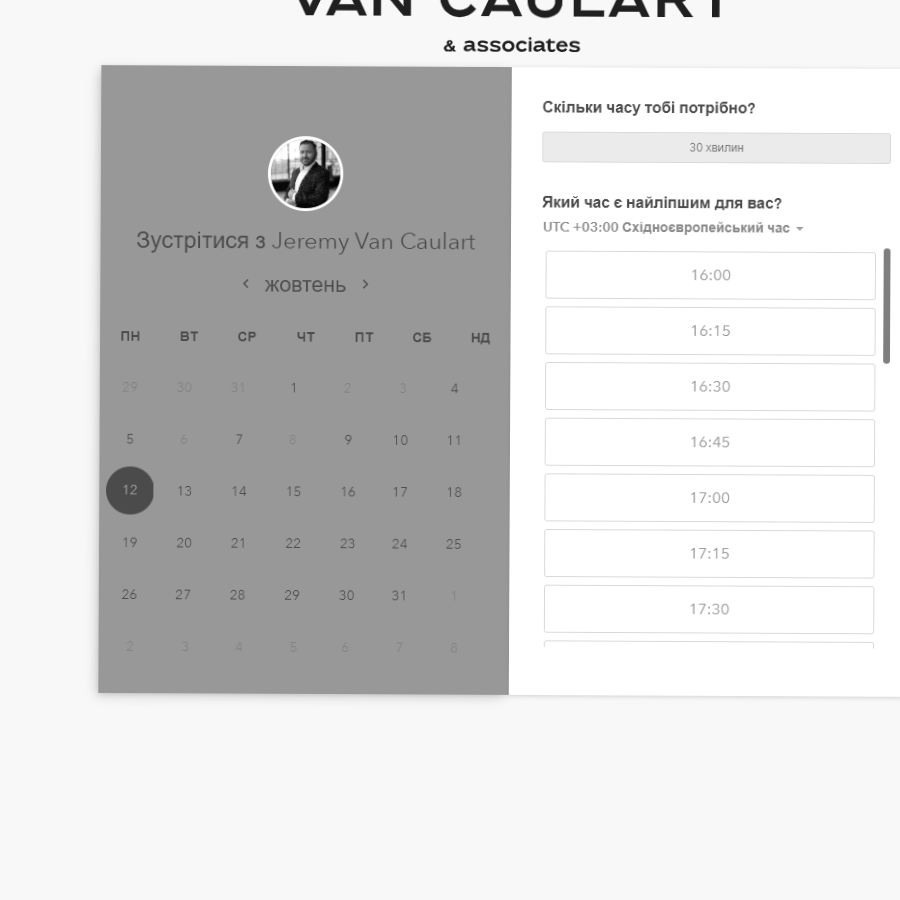 VAN CAULART
& associates
Зустрітися з Jeremy Van Caulart
жовтень
ПН ВТ СР ЧТ ПТ СБ НД
29 30 31 1 2 3 4
5 6 7 8 9 10 11
12 13 14 15 16 17 18
19 20 21 22 23 24 25
26 27 28 29 30 31 1
2 3 4 5 6 7 8
Скільки часу тобі потрібно?
30 хвилин
Який час є найліпшим для вас?
UTC +03:00 Східноєвропейський час
16:00
16:15
16:30
16:45
17:00
17:15
17:30